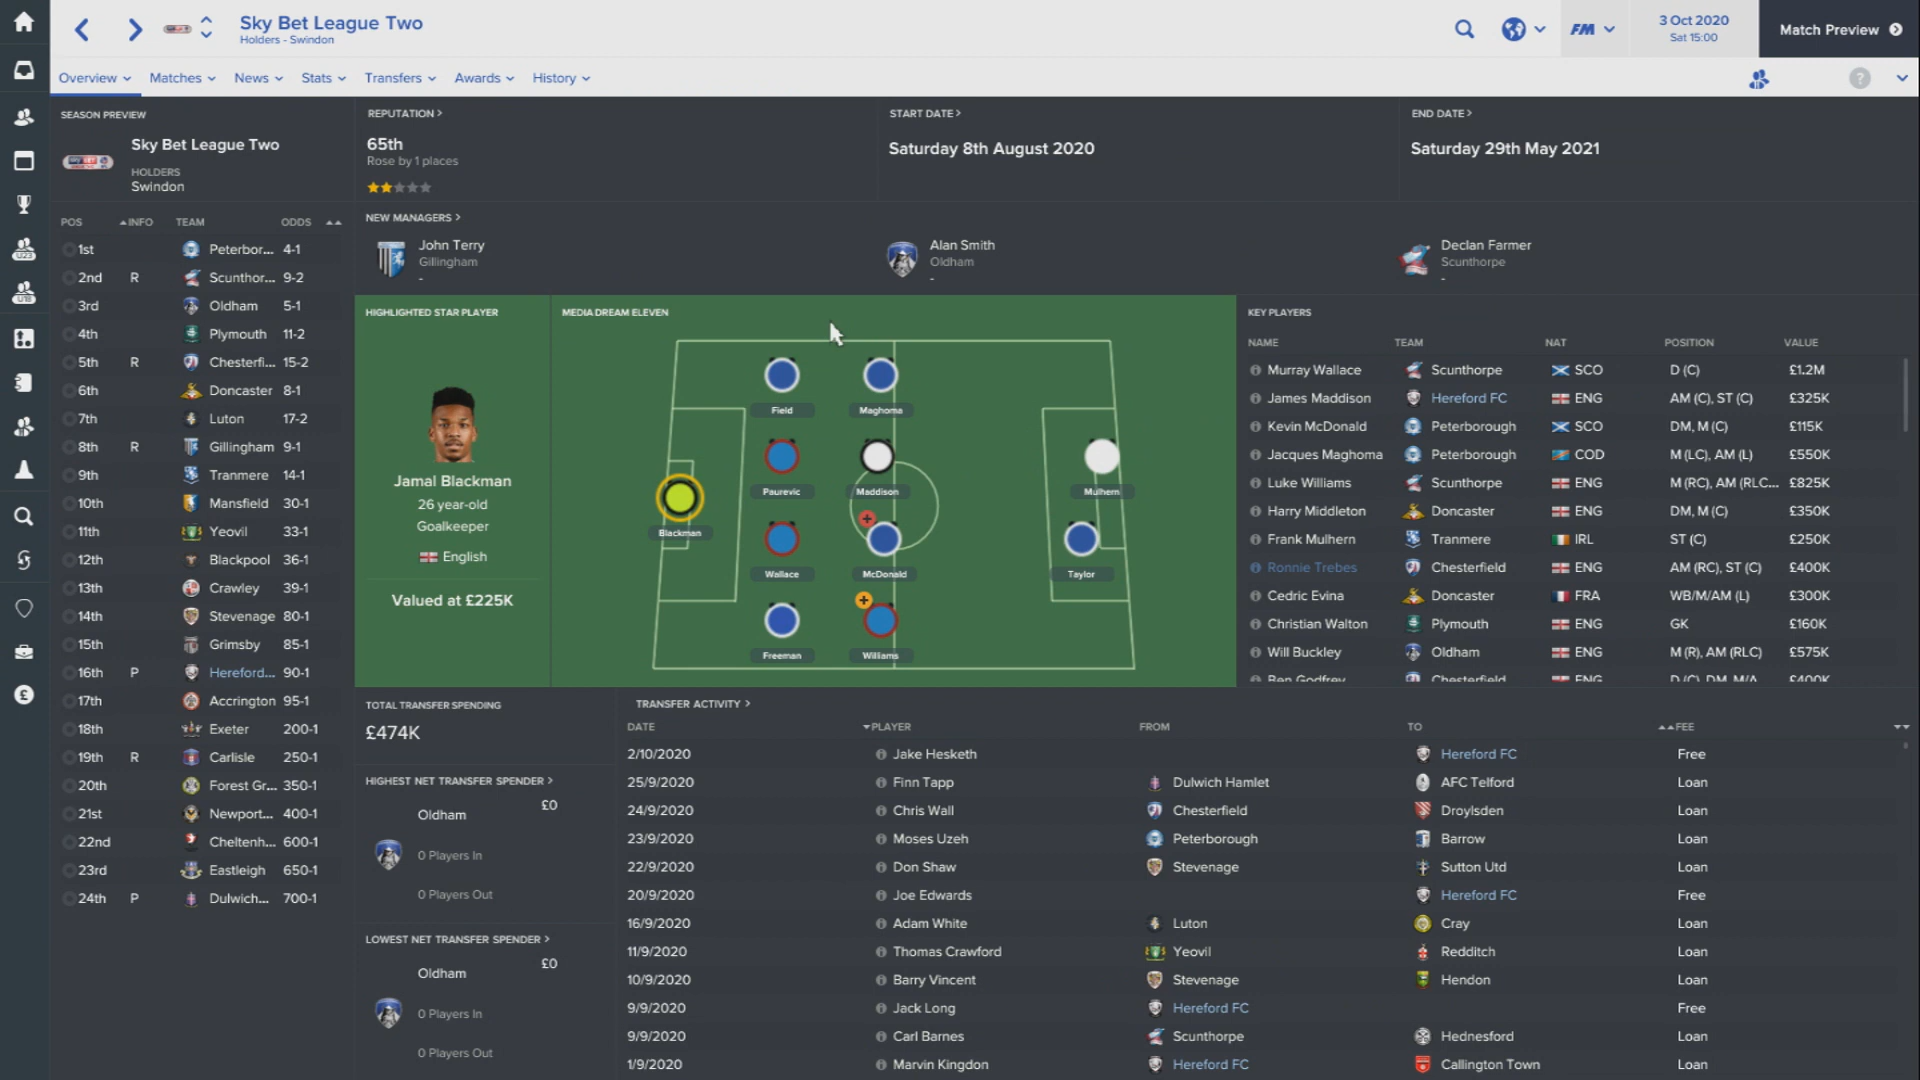 Sky Bet League Two
Holders - Swindon
FM
3 Oct 2020
Sat 15:00
Match Preview
Overview Matches News Stats Transfers Awards History
?
SEASON PREVIEW
Sky Bet League Two
HOLDERS
Swindon
REPUTATION >
65th
Rose by 1 places
START DATE >
Saturday 8th August 2020
END DATE >
Saturday 29th May 2021
NEW MANAGERS >
John Terry
Gillingham
-
Alan Smith
Oldham
-
Declan Farmer
Scunthorpe
-
POS INFO TEAM ODDS
1st Peterbor... 4-1
2nd R Scunthor... 9-2
3rd Oldham 5-1
4th Plymouth 11-2
5th R Chesterfi... 15-2
6th Doncaster 8-1
7th Luton 17-2
8th R Gillingham 9-1
9th Tranmere 14-1
10th Mansfield 30-1
11th Yeovil 33-1
12th Blackpool 36-1
13th Crawley 39-1
14th Stevenage 80-1
15th Grimsby 85-1
16th P Hereford... 90-1
17th Accrington 95-1
18th Exeter 200-1
19th R Carlisle 250-1
20th Forest Gr... 350-1
21st Newport... 400-1
22nd Cheltenh... 600-1
23rd Eastleigh 650-1
24th P Dulwich... 700-1
HIGHLIGHTED STAR PLAYER
Jamal Blackman
26 year-old
Goalkeeper
English
Valued at £225K
MEDIA DREAM ELEVEN
Field
Maghoma
Paurevic
Maddison
Mulhern
Blackman
Wallace
McDonald
Taylor
Freeman
Williams
KEY PLAYERS
NAME TEAM NAT POSITION VALUE
Murray Wallace Scunthorpe SCO D (C) £1.2M
James Maddison Hereford FC ENG AM (C), ST (C) £325K
Kevin McDonald Peterborough SCO DM, M (C) £115K
Jacques Maghoma Peterborough COD M (LC), AM (L) £550K
Luke Williams Scunthorpe ENG M (RC), AM (RLC... £825K
Harry Middleton Doncaster ENG DM, M (C) £350K
Frank Mulhern Tranmere IRL ST (C) £250K
Ronnie Trebes Chesterfield ENG AM (RC), ST (C) £400K
Cedric Evina Doncaster FRA WB/M/AM (L) £300K
Christian Walton Plymouth ENG GK £160K
Will Buckley Oldham ENG M (R), AM (RLC) £575K
Ben Godfrey Chesterfield ENG D (C), DM, M/A £400K
TOTAL TRANSFER SPENDING
£474K
HIGHEST NET TRANSFER SPENDER >
£0
Oldham
0 Players In
0 Players Out
LOWEST NET TRANSFER SPENDER >
£0
Oldham
0 Players In
0 Players Out
TRANSFER ACTIVITY >
DATE PLAYER FROM TO FEE
2/10/2020 Jake Hesketh Hereford FC Free
25/9/2020 Finn Tapp Dulwich Hamlet AFC Telford Loan
24/9/2020 Chris Wall Chesterfield Droylsden Loan
23/9/2020 Moses Uzeh Peterborough Barrow Loan
22/9/2020 Don Shaw Stevenage Sutton Utd Loan
20/9/2020 Joe Edwards Hereford FC Free
16/9/2020 Adam White Luton Cray Loan
11/9/2020 Thomas Crawford Yeovil Redditch Loan
10/9/2020 Barry Vincent Stevenage Hendon Loan
9/9/2020 Jack Long Hereford FC Free
9/9/2020 Carl Barnes Scunthorpe Hednesford Loan
1/9/2020 Marvin Kingdon Hereford FC Callington Town Loan